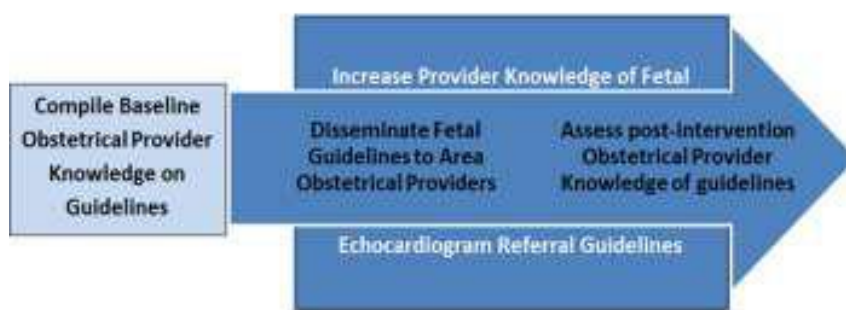 Increase Provider Knowledge of Fetal
Compile Baseline
Obstetrical Provider
Knowledge on
Guidelines
Disseminate Fetal
Guidelines to Area
Obstetrical Providers
Assess post-intervention
Obstetrical Provider
Knowledge of guidelines
Echocardiogram Referral Guidelines